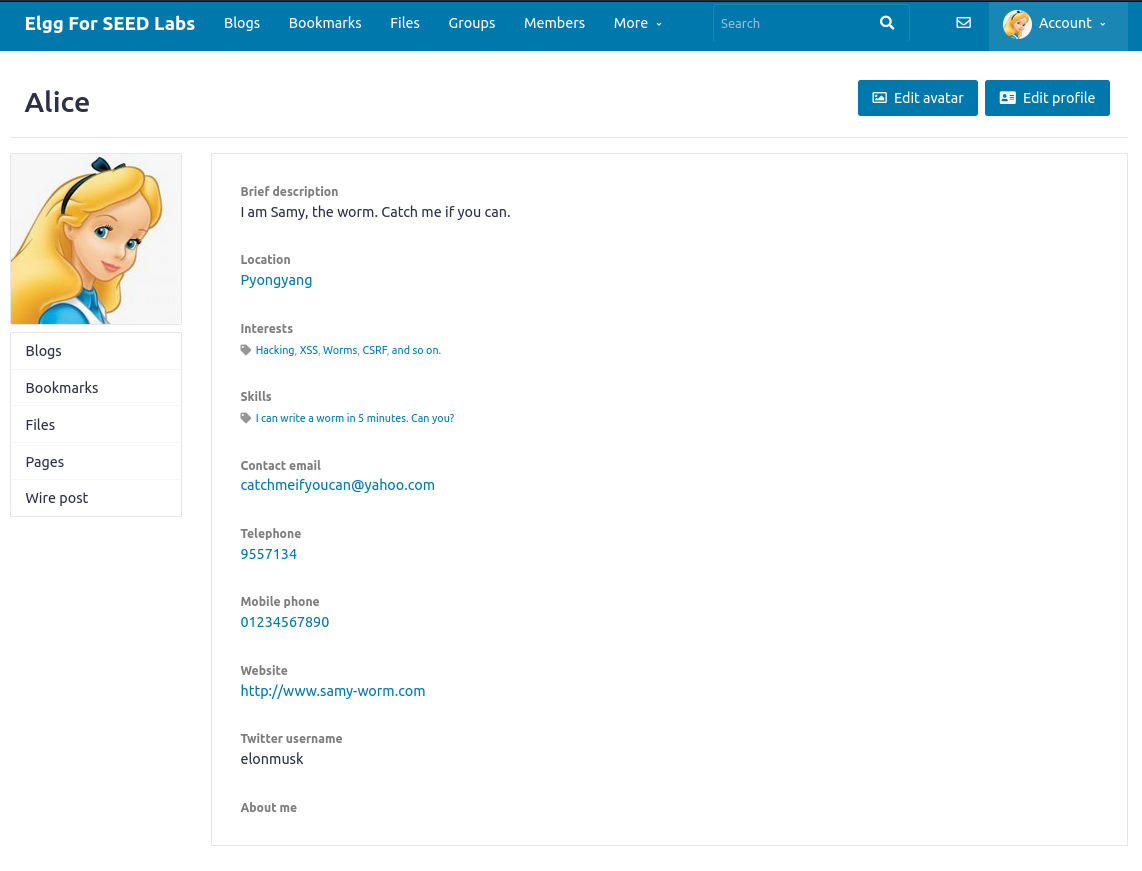 Elgg For SEED Labs Blogs Bookmarks Files Groups Members More Search Account
Alice
Edit avatar Edit profile
Blogs
Bookmarks
Files
Pages
Wire post
Brief description
I am Samy, the worm. Catch me if you can.
Location
Pyongyang
Interests
Hacking, XSS, Worms, CSRF, and so on.
Skills
I can write a worm in 5 minutes. Can you?
Contact email
catchmeifyoucan@yahoo.com
Telephone
9557134
Mobile phone
01234567890
Website
http://www.samy-worm.com
Twitter username
elonmusk
About me